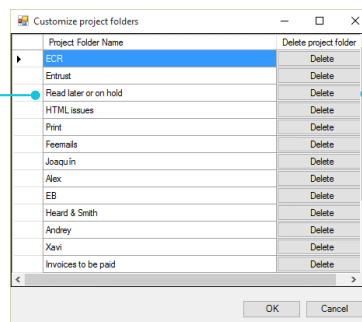 Customize project folders
Project Folder Name Delete project folder
ECR Delete
Entrust Delete
Read later or on hold Delete
HTML issues Delete
Print Delete
Feemails Delete
Joaquín Delete
Alex Delete
EB Delete
Heard & Smith Delete
Andrey Delete
Xavi Delete
Invoices to be paid Delete
OK Cancel